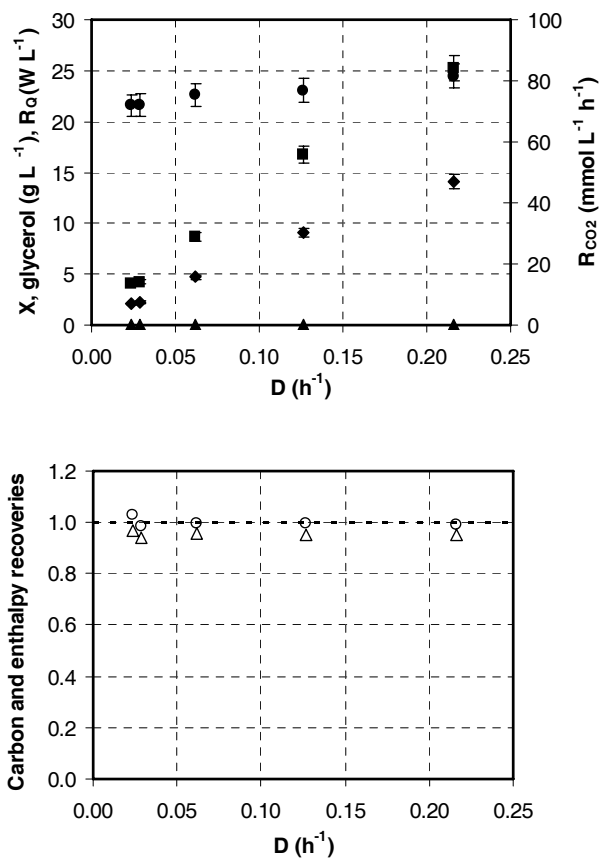 30
25
20
15
10
5
0
X, glycerol (g L⁻¹), R_Q (W L⁻¹)
100
80
60
40
20
0
R_CO2 (mmol L⁻¹ h⁻¹)
0.00 0.05 0.10 0.15 0.20 0.25
D (h⁻¹)
1.2
1.0
0.8
0.6
0.4
0.2
0.0
Carbon and enthalpy recoveries
0.00 0.05 0.10 0.15 0.20 0.25
D (h⁻¹)